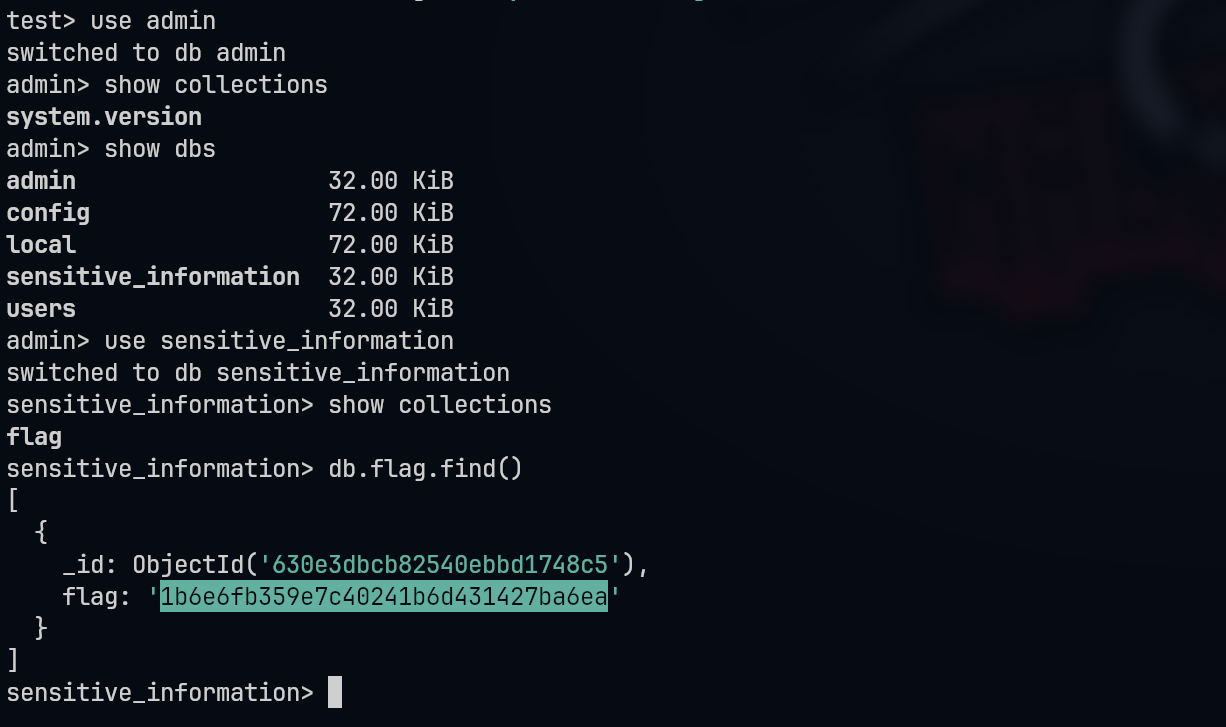 test> use admin
switched to db admin
admin> show collections
system.version
admin> show dbs
admin                  32.00 KiB
config                 72.00 KiB
local                  72.00 KiB
sensitive_information  32.00 KiB
users                  32.00 KiB
admin> use sensitive_information
switched to db sensitive_information
sensitive_information> show collections
flag
sensitive_information> db.flag.find()
[
  {
    _id: ObjectId('630e3dbcb82540ebbd1748c5'),
    flag: '1b6e6fb359e7c40241b6d431427ba6ea'
  }
]
sensitive_information>